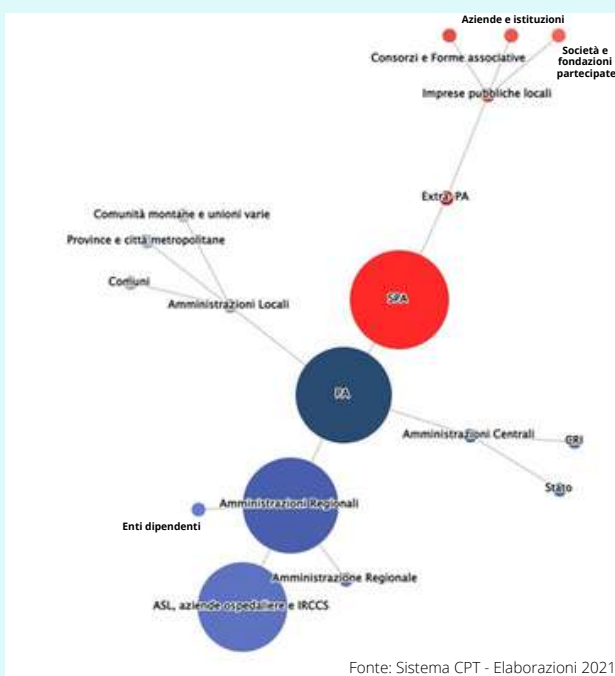 Aziende e istituzioni
Consorzi e Forme associative
Società e
fondazioni
partecipate
Imprese pubbliche locali
Extra PA
Comunità montane e unioni varie
Province e città metropolitane
Comuni
Amministrazioni Locali
SPA
PA
Amministrazioni Centrali
Stato
Amministrazioni Regionali
Enti dipendenti
Amministrazione Regionale
ASL, aziende ospedaliere e IRCCS
Fonte: Sistema CPT - Elaborazioni 2021